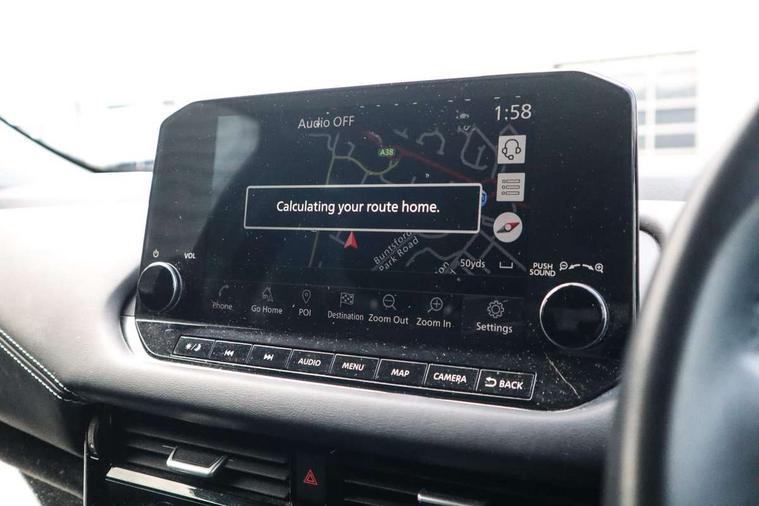 Audio OFF
1:58
A38
Calculating your route home.
Buntsford
Park Road
50yds
VOL
PUSH
SOUND
Phone
Go Home
POI
Destination
Zoom Out
Zoom In
Settings
AUDIO
MENU
MAP
CAMERA
BACK